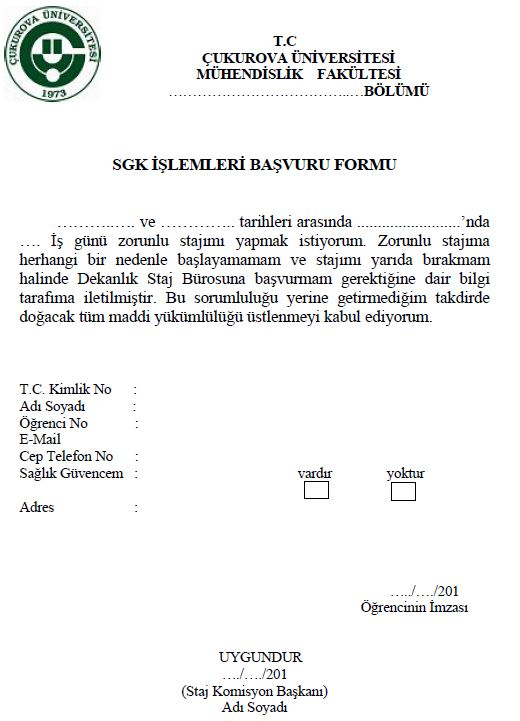 ÇUKUROVA ÜNİVERSİTESİ
1973
T.C
ÇUKUROVA ÜNİVERSİTESİ
MÜHENDİSLİK FAKÜLTESİ
…………………………………..…BÖLÜMÜ
SGK İŞLEMLERİ BAŞVURU FORMU
………..…. ve ………….. tarihleri arasında ..........................’nda
…. İş günü zorunlu stajımı yapmak istiyorum. Zorunlu stajıma
herhangi bir nedenle başlayamamam ve stajımı yarıda bırakmam
halinde Dekanlık Staj Bürosuna başvurmam gerektiğine dair bilgi
tarafıma iletilmiştir. Bu sorumluluğu yerine getirmediğim takdirde
doğacak tüm maddi yükümlülüğü üstlenmeyi kabul ediyorum.
T.C. Kimlik No :
Adı Soyadı :
Öğrenci No :
E-Mail
Cep Telefon No :
Sağlık Güvencem : vardır yoktur
Adres :
…../…./201
Öğrencinin İmzası
UYGUNDUR
…./…./201
(Staj Komisyon Başkanı)
Adı Soyadı